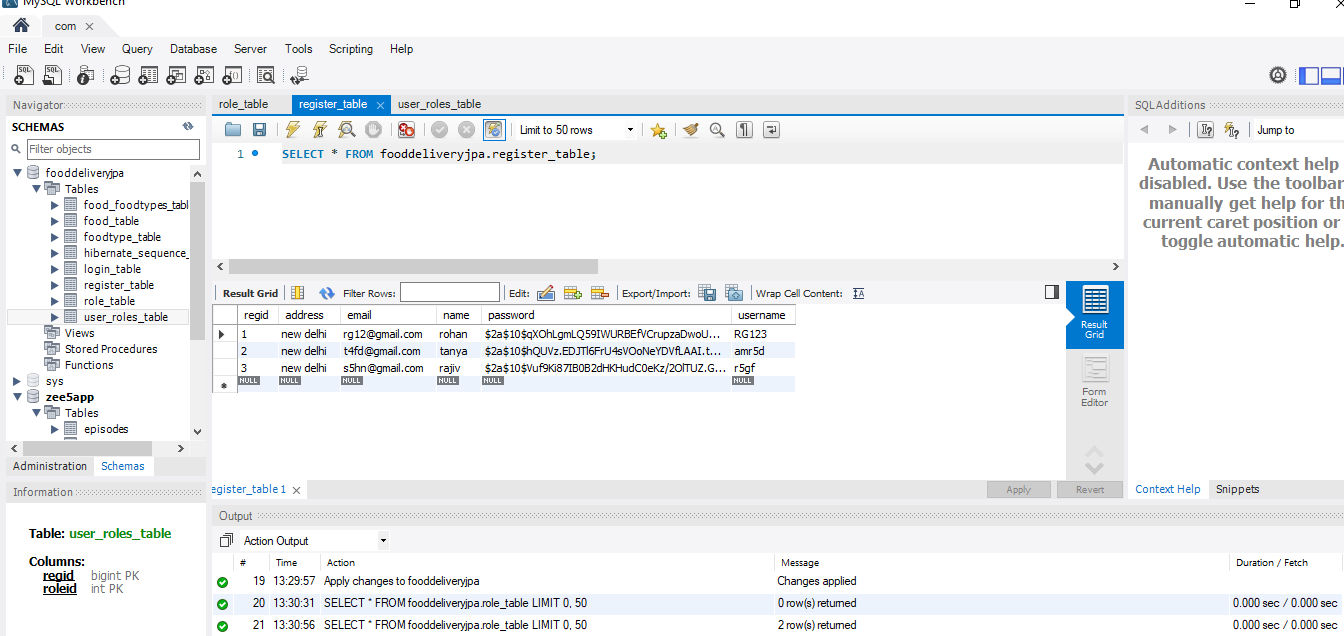 MySQL Workbench
com
File Edit View Query Database Server Tools Scripting Help
Navigator
SCHEMAS
Filter objects
fooddeliveryjpa
Tables
food_foodtypes_tabl
food_table
foodtype_table
hibernate_sequence_
login_table
register_table
role_table
user_roles_table
Views
Stored Procedures
Functions
sys
zee5app
Tables
episodes
Administration Schemas
Information
Table: user_roles_table
Columns:
regid bigint PK
roleid int PK
role_table register_table user_roles_table
Limit to 50 rows
1 SELECT * FROM fooddeliveryjpa.register_table;
Result Grid Filter Rows: Edit: Export/Import: Wrap Cell Content:
regid address email name password username
1 new delhi rg12@gmail.com rohan $2a$10$qXOhLgmLQ59IWURBEfVCrupzaDwoU... RG123
2 new delhi t4fd@gmail.com tanya $2a$10$hQUVz.EDJTl6FrU4sVOoNeYDVfLAAI.t... amr5d
3 new delhi s5hn@gmail.com rajiv $2a$10$Vuf9Ki87IB0B2dHKHudC0eKz/2OlTUZ.G... r5gf
NULL NULL NULL NULL NULL NULL
Result
Grid
Form
Editor
egister_table 1
Apply Revert
Output
Action Output
# Time Action Message Duration / Fetch
19 13:29:57 Apply changes to fooddeliveryjpa Changes applied
20 13:30:31 SELECT * FROM fooddeliveryjpa.role_table LIMIT 0, 50 0 row(s) returned 0.000 sec / 0.000 sec
21 13:30:56 SELECT * FROM fooddeliveryjpa.role_table LIMIT 0, 50 2 row(s) returned 0.000 sec / 0.000 sec
SQLAdditions
Jump to
Automatic context help
disabled. Use the toolbar
manually get help for th
current caret position or
toggle automatic help.
Context Help Snippets